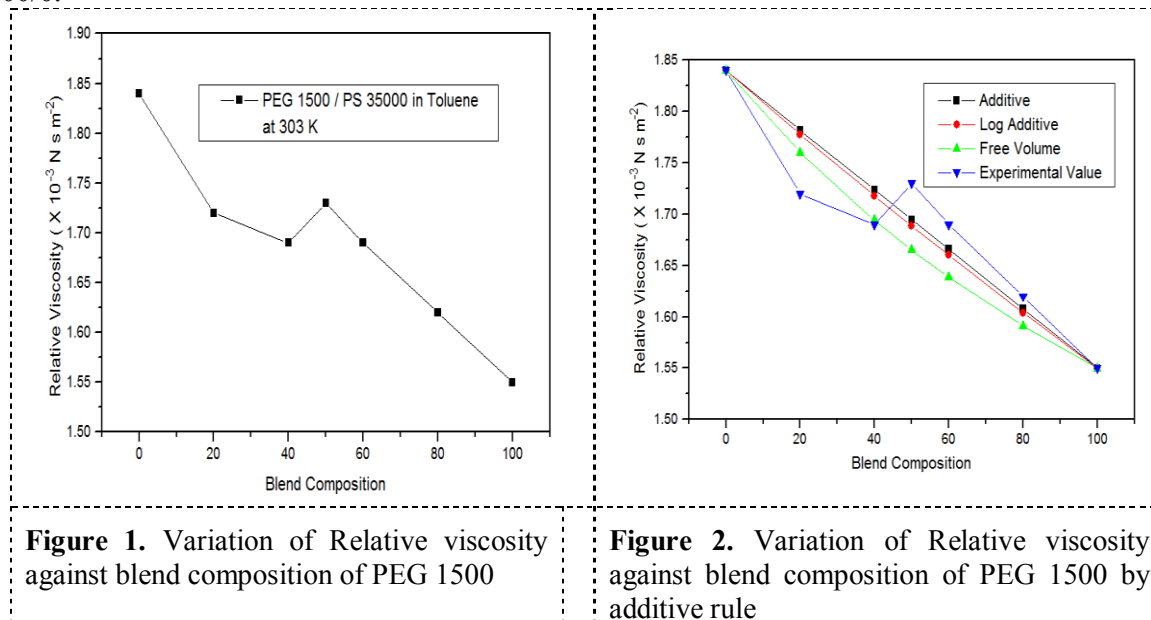 1.90
1.85
1.80
1.75
1.70
1.65
1.60
1.55
1.50
Relative Viscosity ( X 10⁻³ N s m⁻²)
PEG 1500 / PS 35000 in Toluene
at 303 K
0 20 40 60 80 100
Blend Composition
1.85
1.80
1.75
1.70
1.65
1.60
1.55
1.50
Relative Viscosity ( X 10⁻³ N s m⁻²)
Additive
Log Additive
Free Volume
Experimental Value
0 20 40 60 80 100
Blend Composition
Figure 1. Variation of Relative viscosity
against blend composition of PEG 1500
Figure 2. Variation of Relative viscosity
against blend composition of PEG 1500 by
additive rule